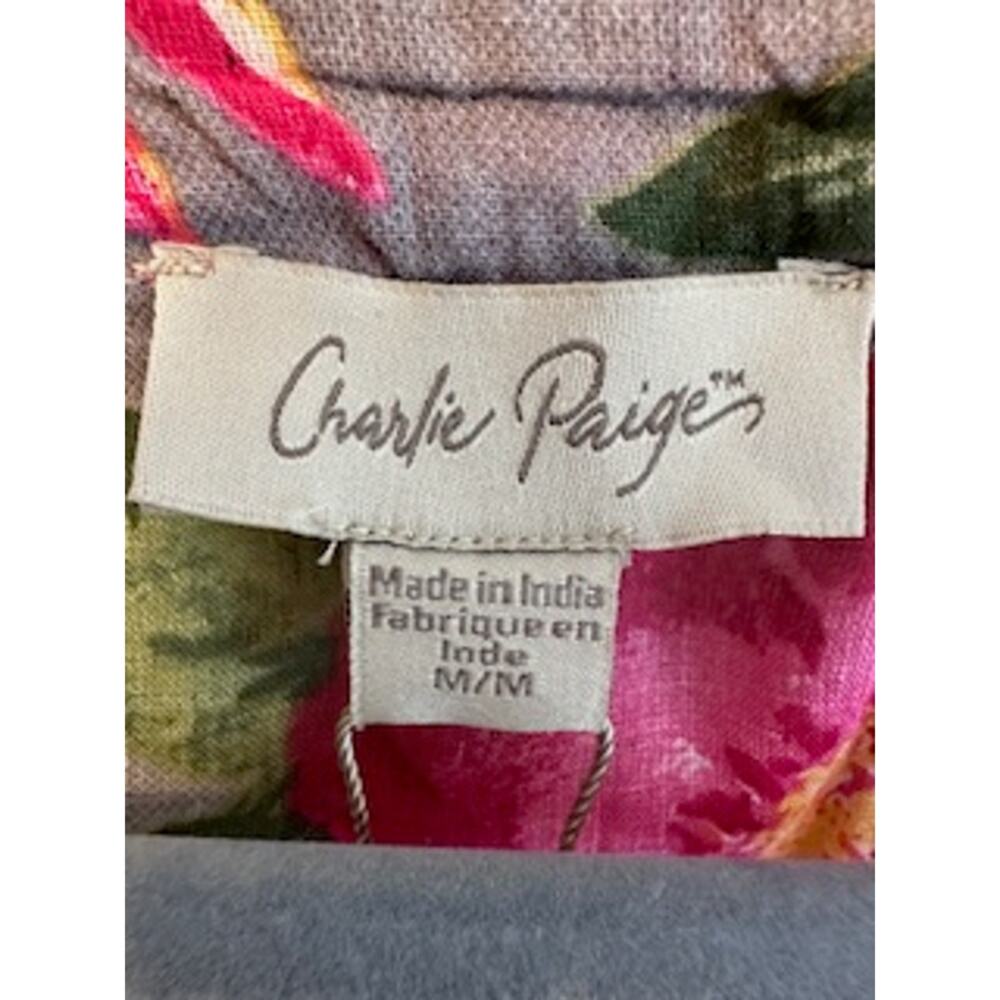 Charlie Paige™
Made in India
Fabrique en
Inde
M/M